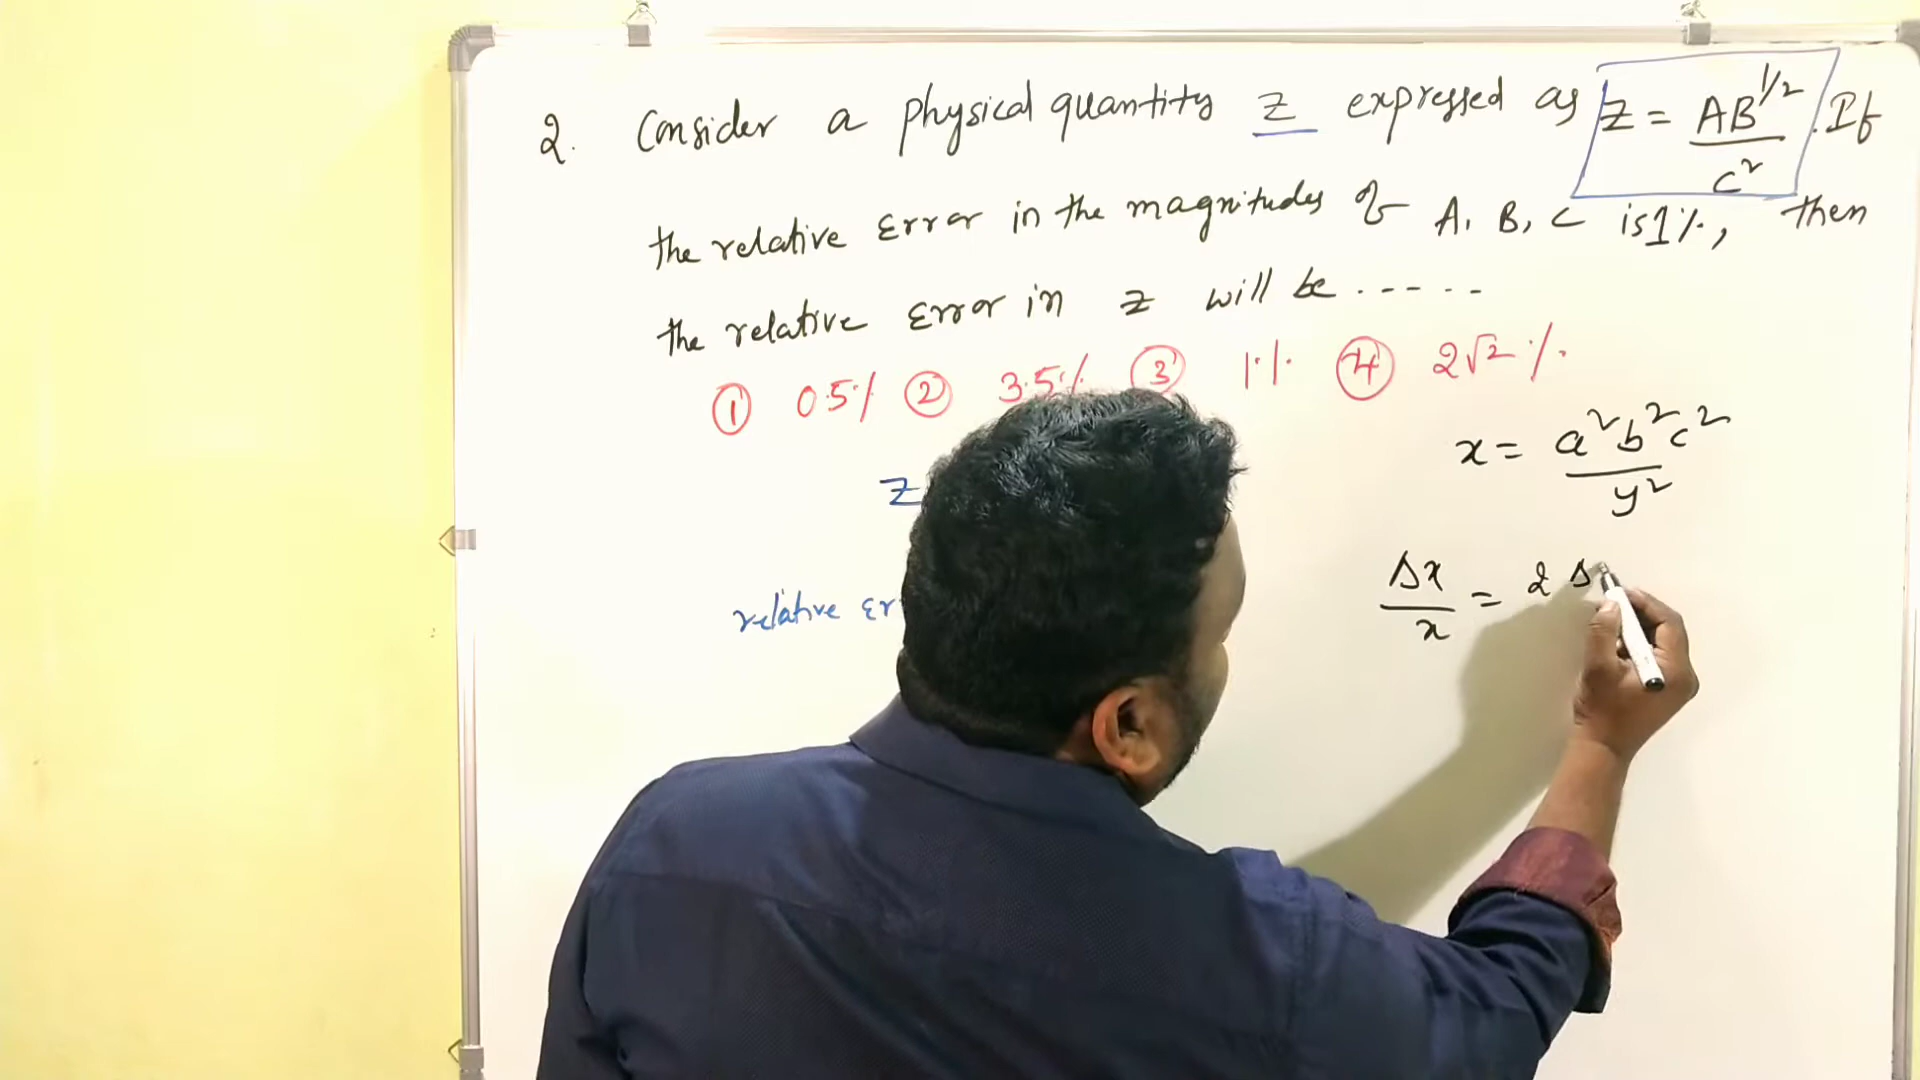 2. Consider a physical quantity z expressed as z = AB^1/2 / c^2 . If
the relative Error in the magnitudes of A, B, C is 1%, then
the relative Error in z will be .-----
① 0.5% ② 3.5% ③ 1% ④ 2√2 %
x = a^2 b^2 c^2 / y^2
z
Δx / x = 2 Δ
relative Er